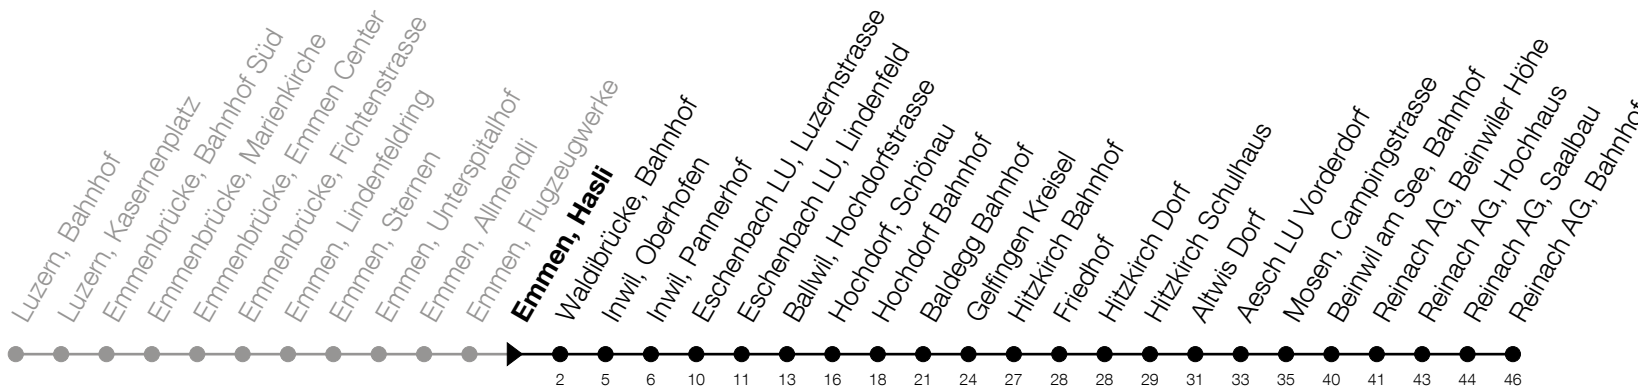 Luzern, Bahnhof
Luzern, Kasernenplatz
Emmenbrücke, Bahnhof Süd
Emmenbrücke, Marienkirche
Emmenbrücke, Emmen Center
Emmenbrücke, Fichtenstrasse
Emmen, Lindenfeldring
Emmen, Sternen
Emmen, Unterspitalhof
Emmen, Allmendli
Emmen, Flugzeugwerke
Emmen, Hasli
Waldibrücke, Bahnhof
Inwil, Oberhofen
Inwil, Pannerhof
Eschenbach LU, Luzernstrasse
Eschenbach LU, Lindenfeld
Ballwil, Hochdorfstrasse
Hochdorf, Schönau
Hochdorf Bahnhof
Baldegg Bahnhof
Gelfingen Kreisel
Hitzkirch Bahnhof
Friedhof
Hitzkirch Dorf
Hitzkirch Schulhaus
Altwis Dorf
Aesch LU Vorderdorf
Mosen, Campingstrasse
Beinwil am See, Bahnhof
Reinach AG, Beinwiler Höhe
Reinach AG, Hochhaus
Reinach AG, Saalbau
Reinach AG, Bahnhof
2 5 6 10 11 13 16 18 21 24 27 28 28 29 31 33 35 40 41 43 44 46